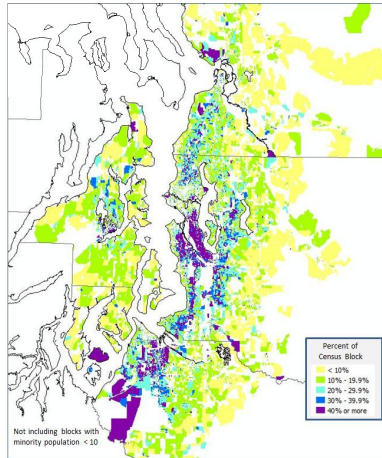 Percent of
Census Block
< 10%
10% - 19.9%
20% - 29.9%
30% - 39.9%
40% or more
Not including blocks with
minority population < 10